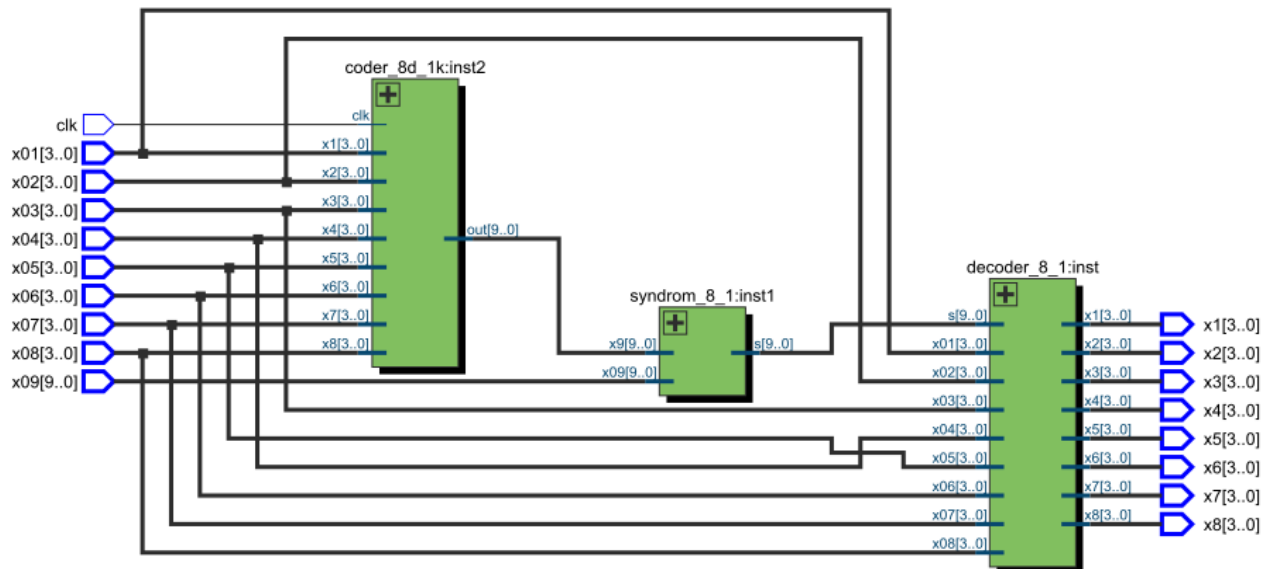 coder_8d_1k:inst2
clk
x01[3..0]
x02[3..0]
x03[3..0]
x04[3..0]
x05[3..0]
x06[3..0]
x07[3..0]
x08[3..0]
x09[9..0]
clk
x1[3..0]
x2[3..0]
x3[3..0]
x4[3..0]
x5[3..0]
x6[3..0]
x7[3..0]
x8[3..0]
out[9..0]
syndrom_8_1:inst1
x9[9..0]
x09[9..0]
s[9..0]
decoder_8_1:inst
s[9..0]
x01[3..0]
x02[3..0]
x03[3..0]
x04[3..0]
x05[3..0]
x06[3..0]
x07[3..0]
x08[3..0]
x1[3..0]
x2[3..0]
x3[3..0]
x4[3..0]
x5[3..0]
x6[3..0]
x7[3..0]
x8[3..0]
x1[3..0]
x2[3..0]
x3[3..0]
x4[3..0]
x5[3..0]
x6[3..0]
x7[3..0]
x8[3..0]